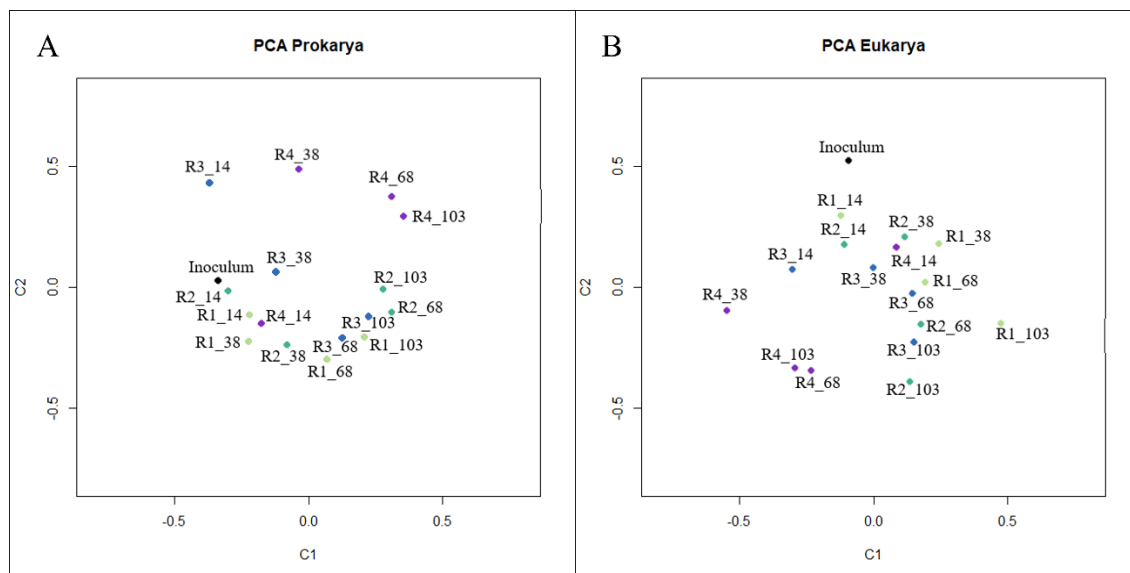 A
PCA Prokarya
R3_14
R4_38
R4_68
R4_103
R3_38
Inoculum
R2_14
R2_103
R2_68
R1_14
R4_14
R3_103
R1_38
R2_38
R3_68
R1_103
R1_68
0.5
0.0
-0.5
C2
-0.5
0.0
0.5
C1
B
PCA Eukarya
Inoculum
R1_14
R2_14
R2_38
R1_38
R3_14
R4_14
R3_38
R1_68
R3_68
R4_38
R2_68
R1_103
R3_103
R4_103
R4_68
R2_103
0.5
0.0
-0.5
C2
-0.5
0.0
0.5
C1